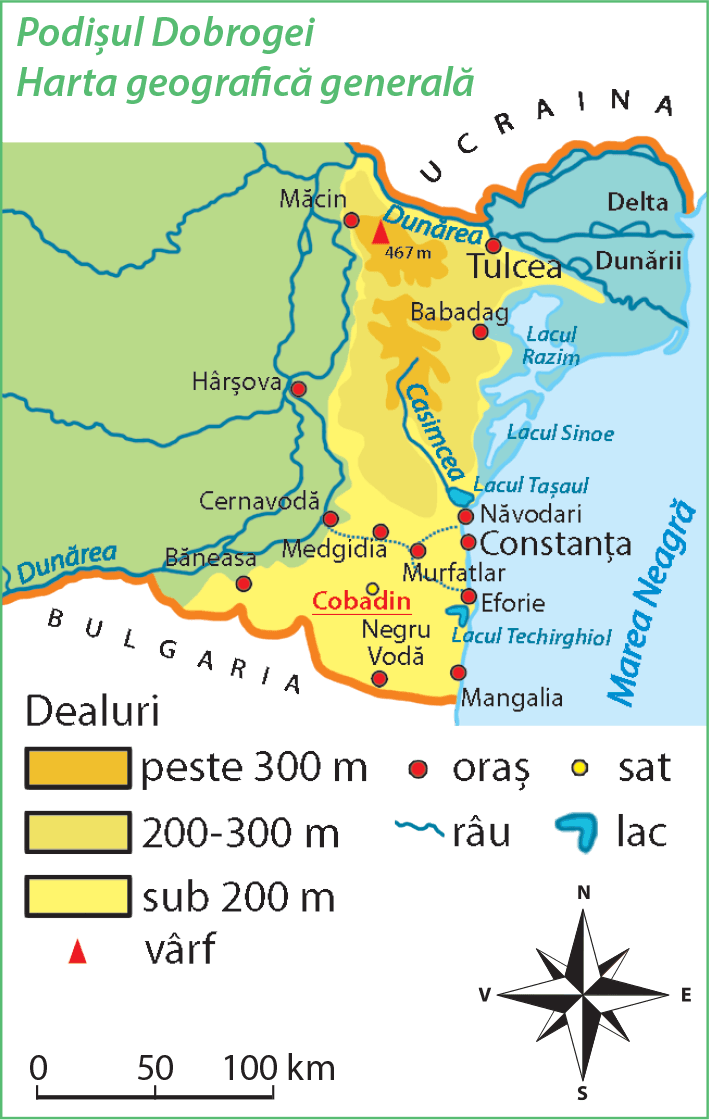 Podișul Dobrogei
Harta geografică generală
UCRAINA
Măcin
Dunărea
Delta
467 m
Tulcea
Dunării
Babadag
Lacul
Razim
Hârșova
Casimcea
Lacul Sinoe
Lacul Tașaul
Cernavodă
Năvodari
Medgidia
Constanța
Dunărea
Băneasa
Murfatlar
Cobadin
Eforie
Marea Neagră
BULGARIA
Negru
Vodă
Lacul Techirghiol
Mangalia
Dealuri
peste 300 m
oraș
sat
200-300 m
râu
lac
sub 200 m
vârf
N
V
E
S
0 50 100 km